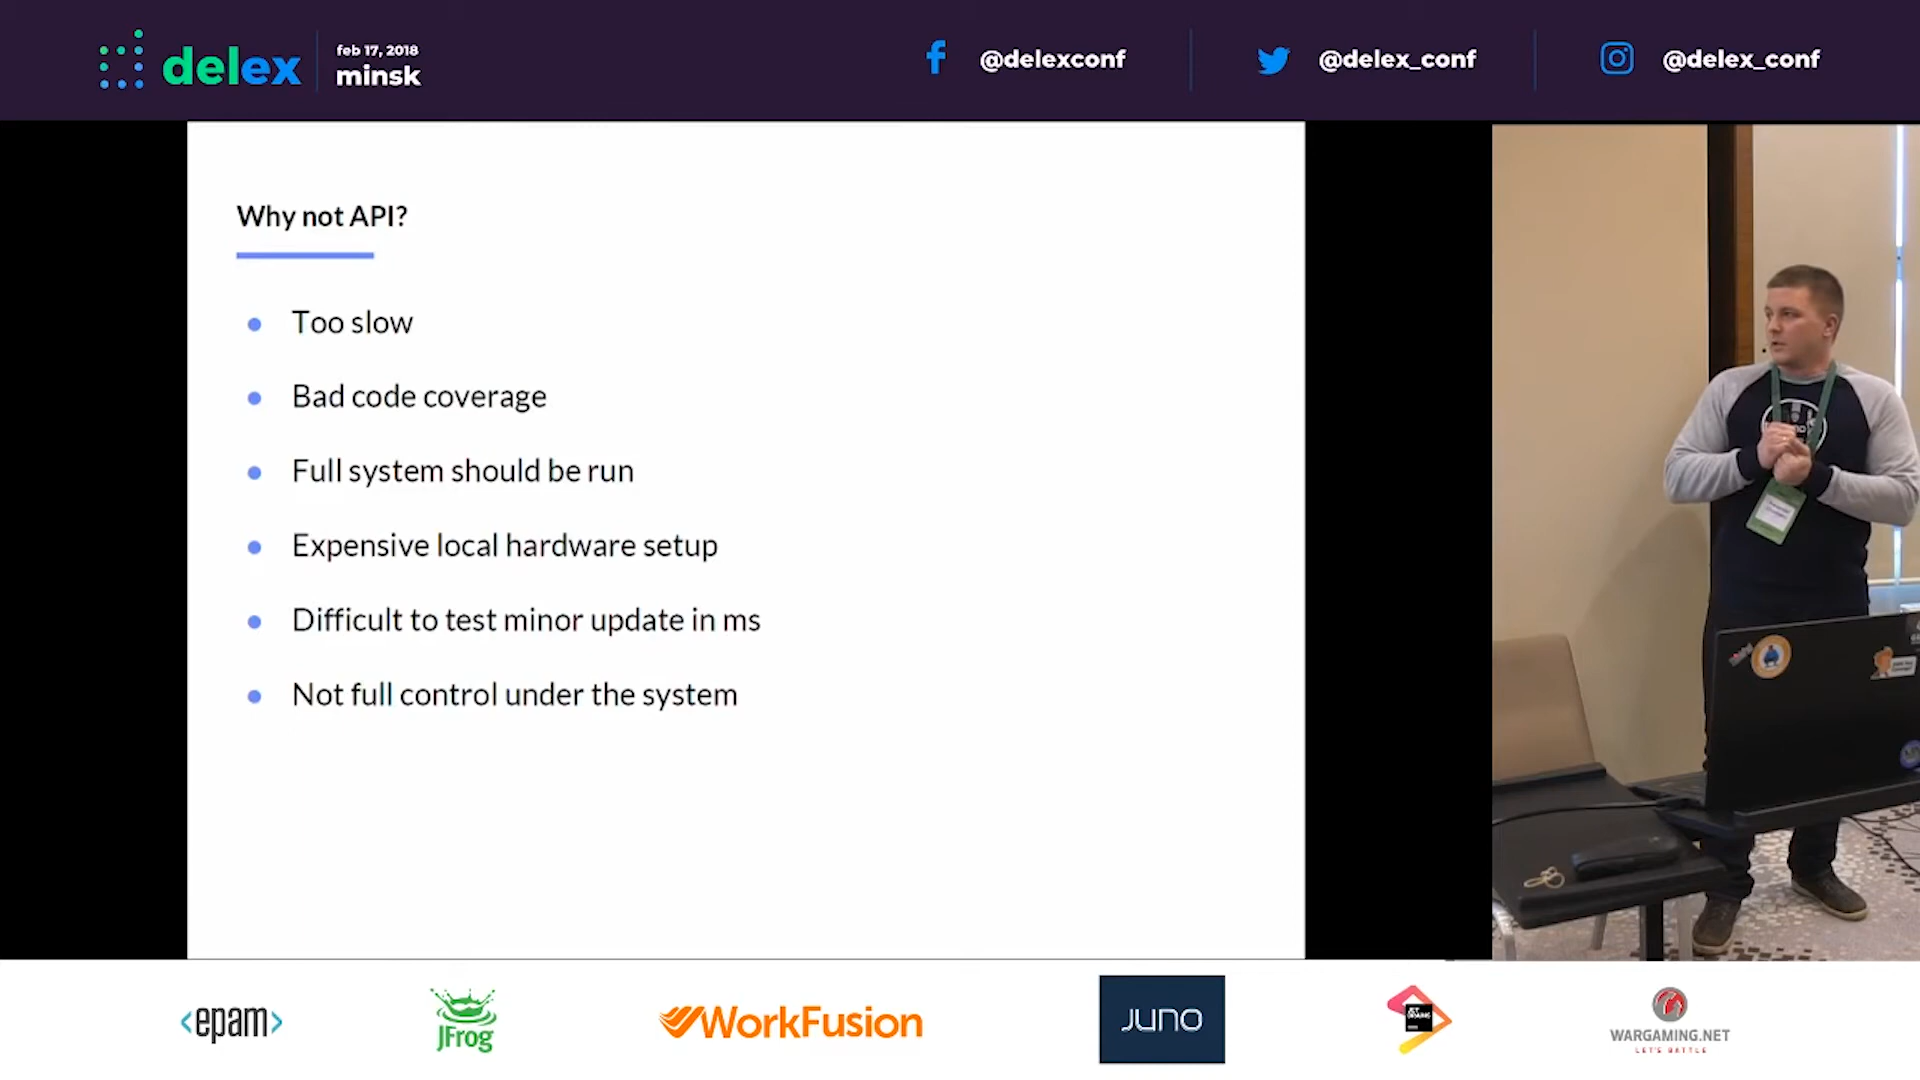 delex
feb 17, 2018
minsk
@delexconf
@delex_conf
@delex_conf
Why not API?
Too slow
Bad code coverage
Full system should be run
Expensive local hardware setup
Difficult to test minor update in ms
Not full control under the system
<epam>
JFrog
WorkFusion
JUNO
JET
BRAINS
WARGAMING.NET
LET'S BATTLE